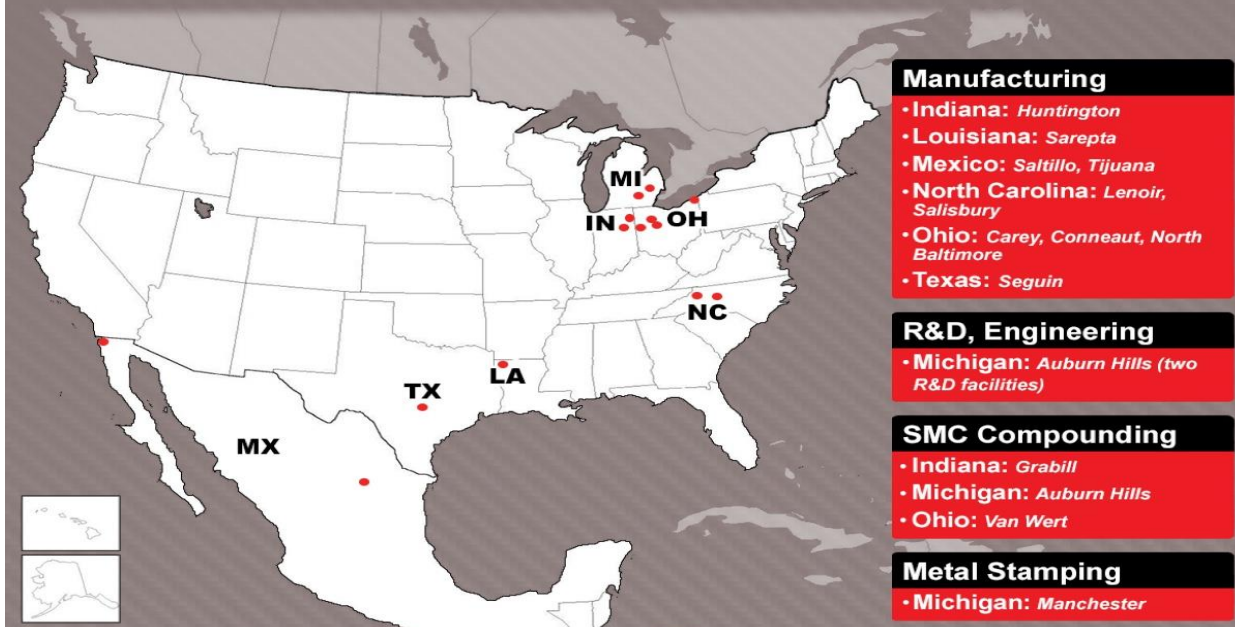 MI
IN
OH
NC
LA
TX
MX
Manufacturing
• Indiana: Huntington
• Louisiana: Sarepta
• Mexico: Saltillo, Tijuana
• North Carolina: Lenoir,
Salisbury
• Ohio: Carey, Conneaut, North
Baltimore
• Texas: Seguin
R&D, Engineering
• Michigan: Auburn Hills (two
R&D facilities)
SMC Compounding
• Indiana: Grabill
• Michigan: Auburn Hills
• Ohio: Van Wert
Metal Stamping
• Michigan: Manchester